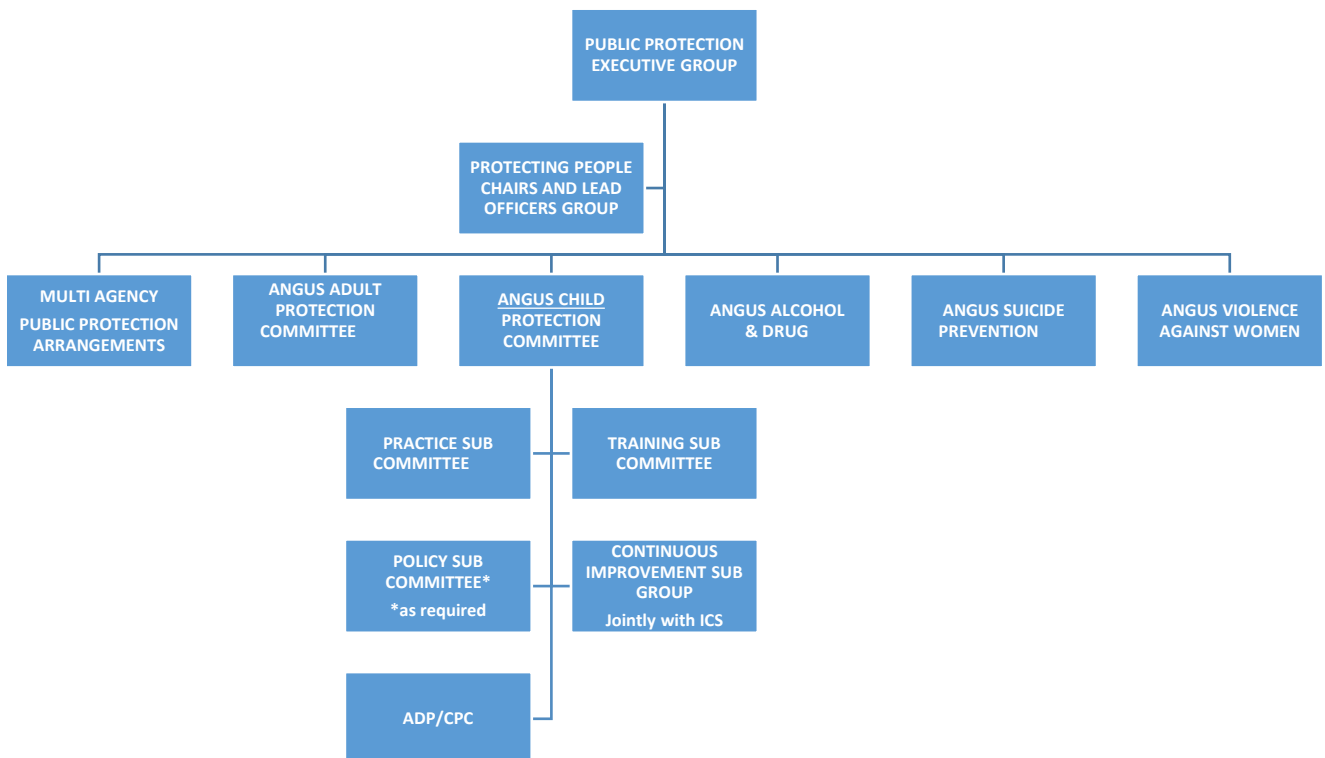 PUBLIC PROTECTION
EXECUTIVE GROUP
PROTECTING PEOPLE
CHAIRS AND LEAD
OFFICERS GROUP
MULTI AGENCY
PUBLIC PROTECTION
ARRANGEMENTS
ANGUS ADULT
PROTECTION
COMMITTEE
ANGUS CHILD
PROTECTION
COMMITTEE
ANGUS ALCOHOL
& DRUG
ANGUS SUICIDE
PREVENTION
ANGUS VIOLENCE
AGAINST WOMEN
PRACTICE SUB
COMMITTEE
TRAINING SUB
COMMITTEE
POLICY SUB
COMMITTEE*
*as required
CONTINUOUS
IMPROVEMENT SUB
GROUP
Jointly with ICS
ADP/CPC